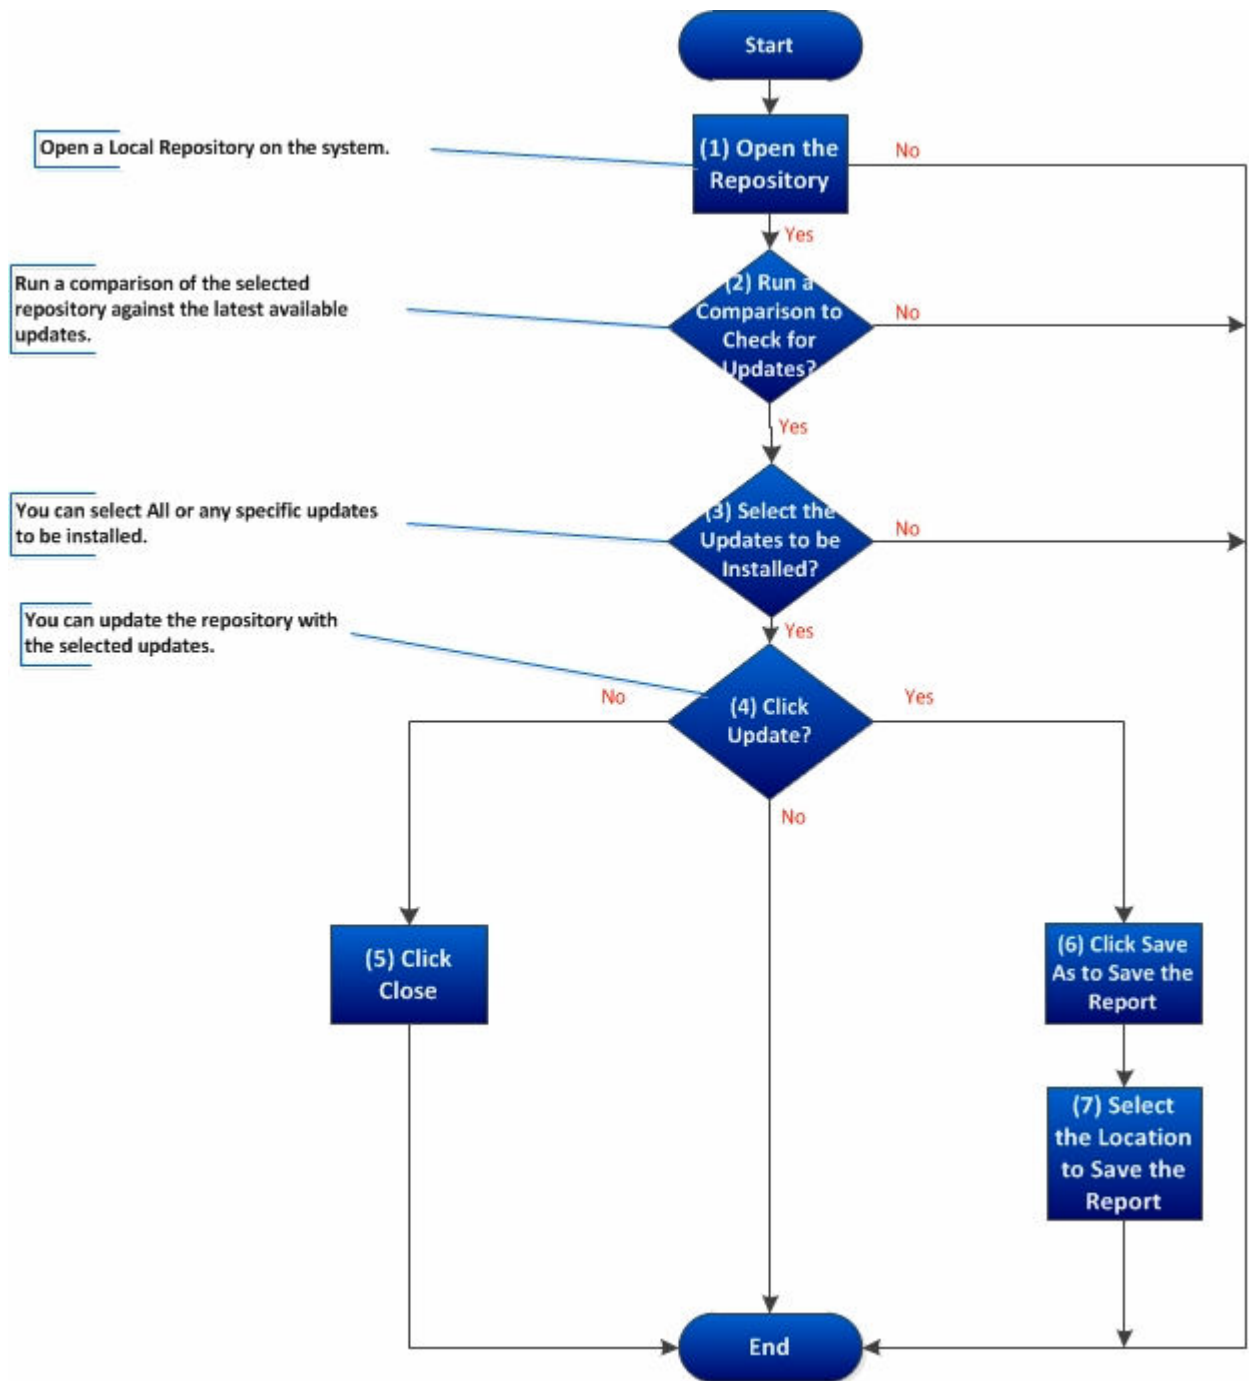 Start
Open a Local Repository on the system.
(1) Open the
Repository
No
Yes
Run a comparison of the selected
repository against the latest available
updates.
(2) Run a
Comparison to
Check for
Updates?
No
Yes
You can select All or any specific updates
to be installed.
(3) Select the
Updates to be
Installed?
No
Yes
You can update the repository with
the selected updates.
No
(4) Click
Update?
Yes
No
(5) Click
Close
(6) Click Save
As to Save the
Report
(7) Select
the Location
to Save the
Report
End